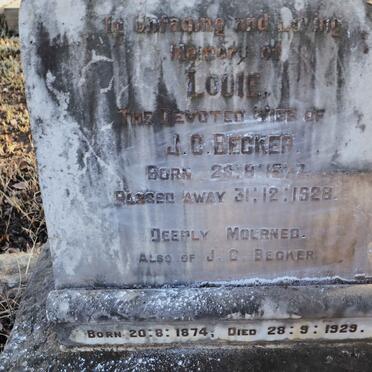 In Unfading and Loving
Memory of
Louie,
The Devoted Wife of
J. C. Becker.
Passed away 31:12:1928.
Deeply Mourned.
Also of J. C. Becker
Born 20:8:1874, Died 28:9:1929.